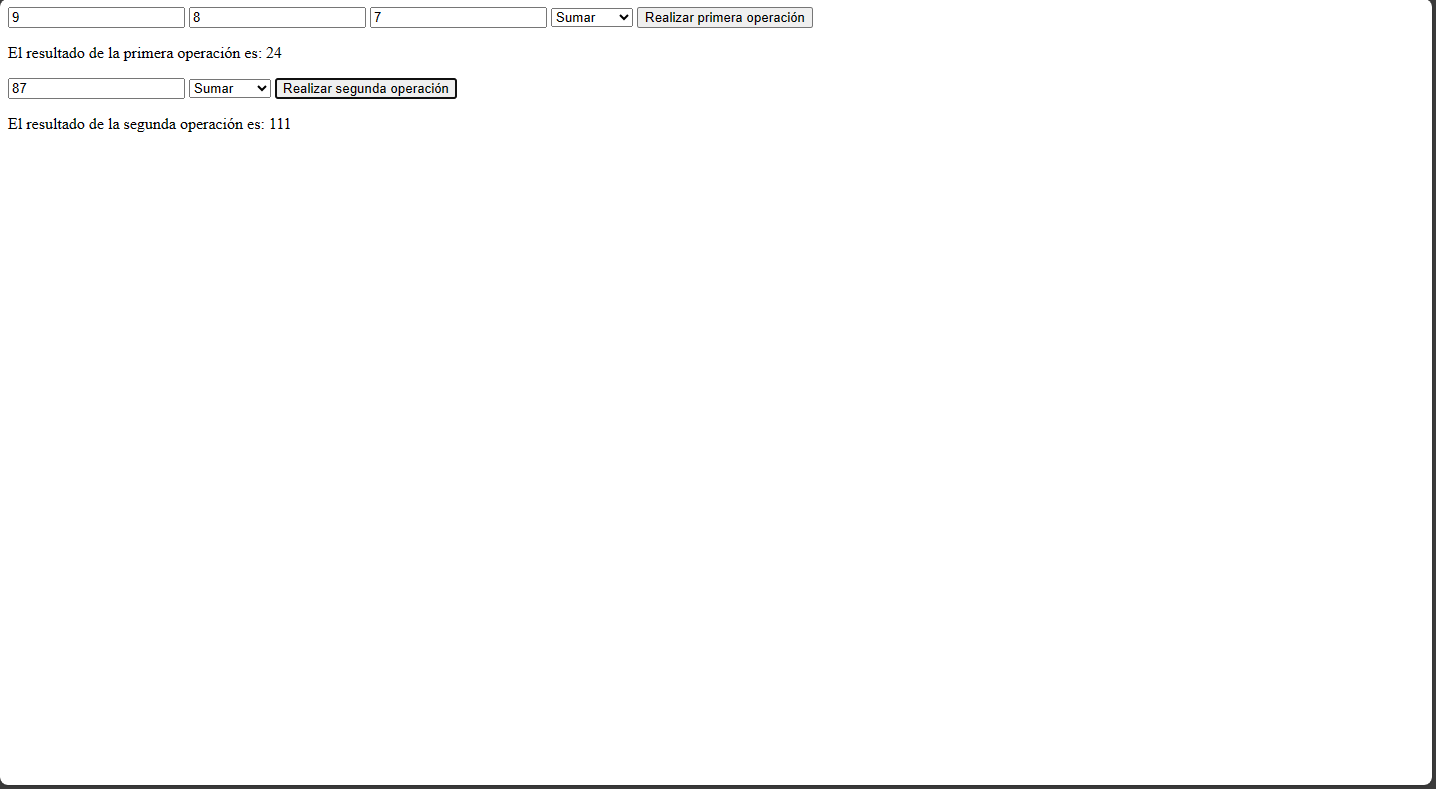 9 8 7 Sumar Realizar primera operación
El resultado de la primera operación es: 24
87 Sumar Realizar segunda operación
El resultado de la segunda operación es: 111